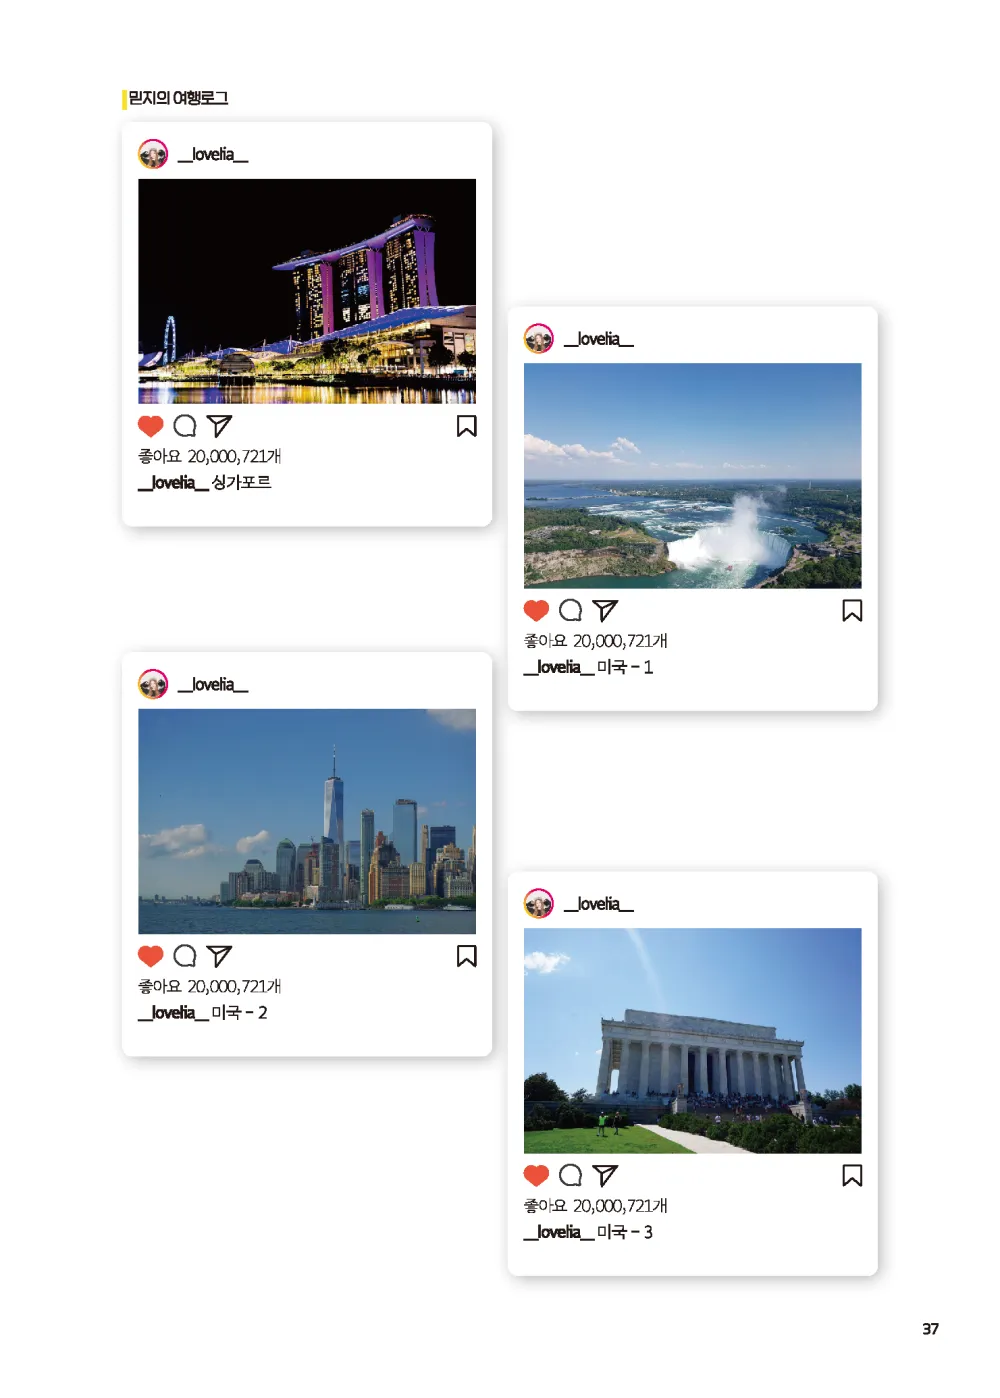 믿지의 여행로그
__lovelia__
좋아요 20,000,721개
__lovelia__ 싱가포르
__lovelia__
좋아요 20,000,721개
__lovelia__ 미국 - 1
__lovelia__
좋아요 20,000,721개
__lovelia__ 미국 - 2
__lovelia__
좋아요 20,000,721개
__lovelia__ 미국 - 3
37